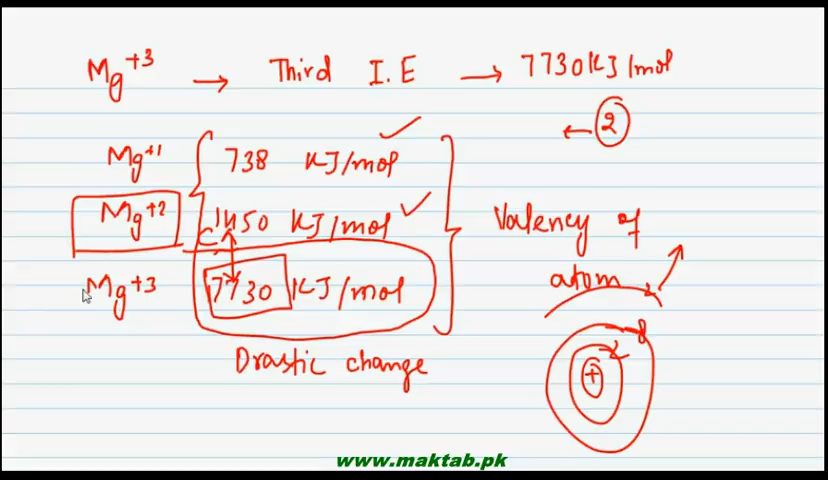 Mg+3 → Third I.E → 7730 KJ/mol
← 2
Mg+1 738 KJ/mol
Mg+2 1450 KJ/mol
Mg+3 7730 KJ/mol
Valency of
atom
Drastic change
+
2
8
www.maktab.pk